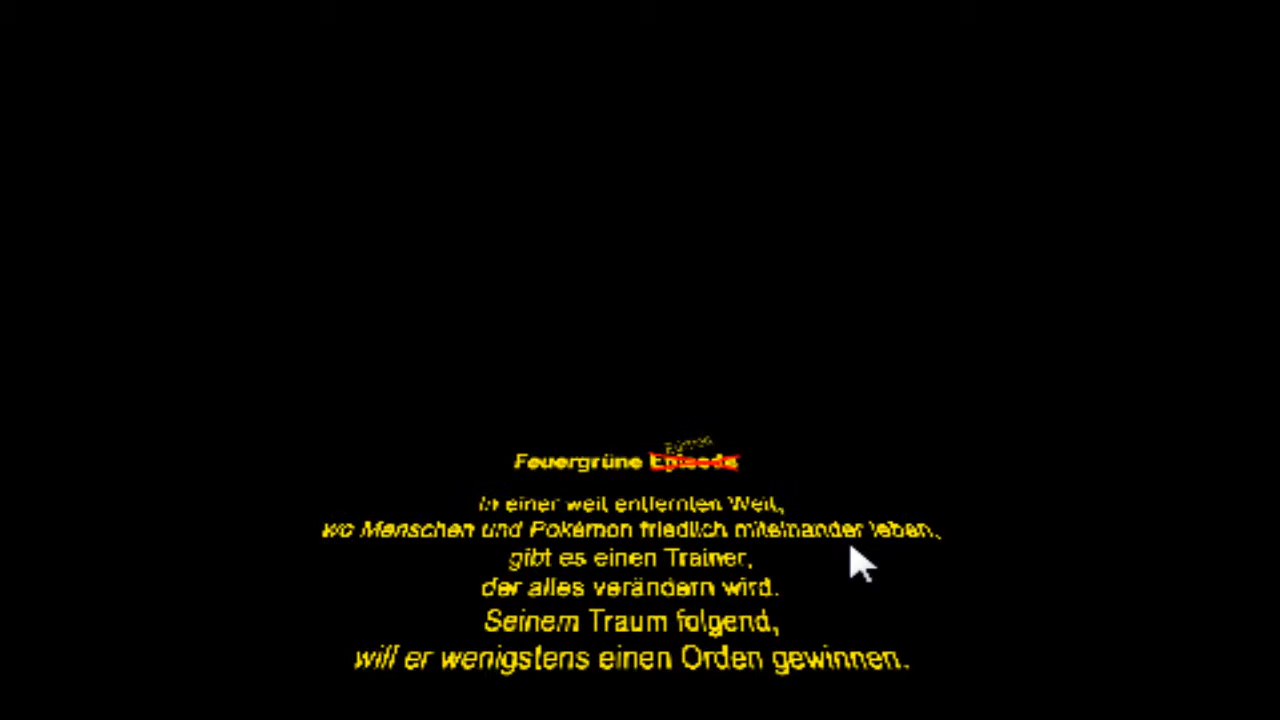 Edition
Feuergrüne Episode
In einer weit entfernten Welt,
wo Menschen und Pokémon friedlich miteinander leben,
gibt es einen Trainer,
der alles verändern wird.
Seinem Traum folgend,
will er wenigstens einen Orden gewinnen.